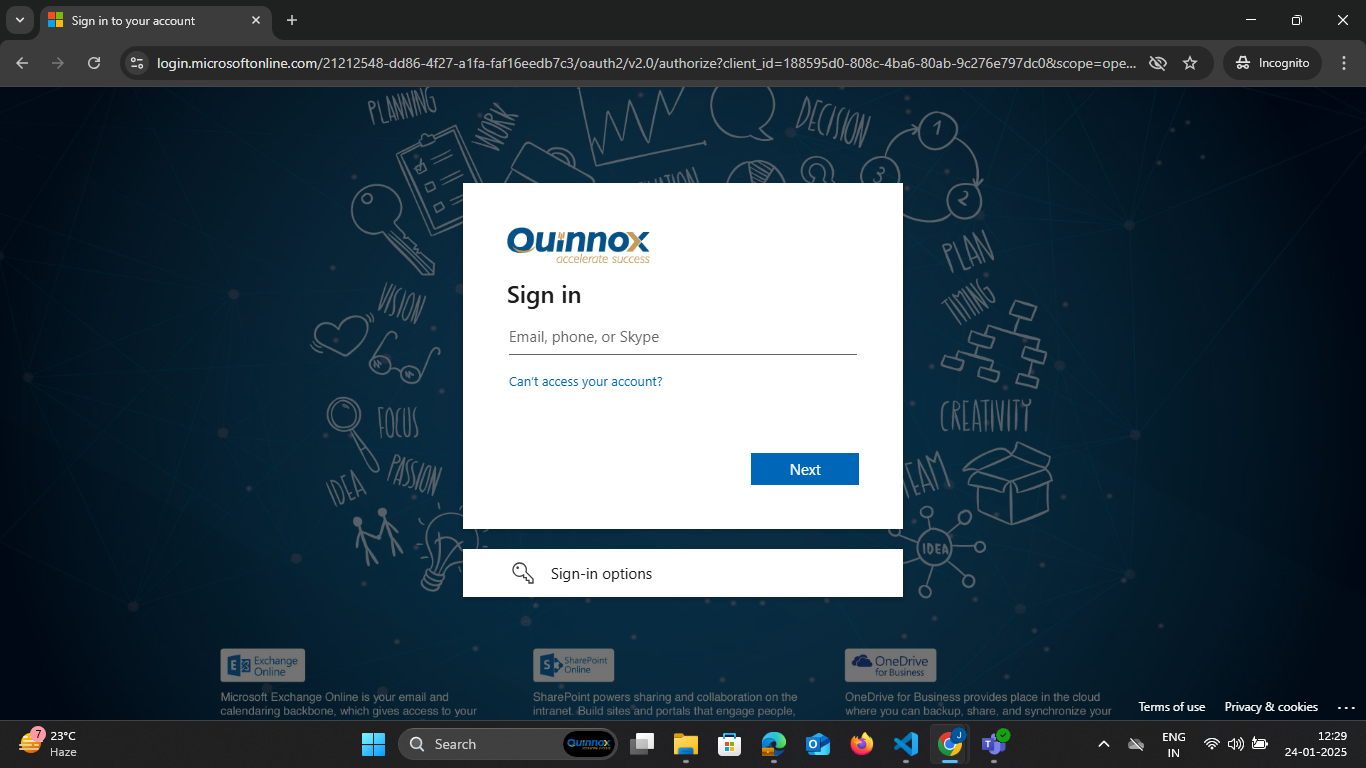 Sign in to your account
login.microsoftonline.com/21212548-dd86-4f27-a1fa-faf16eedb7c3/oauth2/v2.0/authorize?client_id=188595d0-808c-4ba6-80ab-9c276e797dc0&scope=ope...
Incognito
PLANNING
WORK
DECISION
1
3
2
Quinnox
accelerate success
Sign in
Email, phone, or Skype
Can't access your account?
Next
Sign-in options
PLAN
VISION
TIMING
FOCUS
CREATIVITY
IDEA
PASSION
TEAM
IDEA
Exchange
Online
SharePoint
Online
OneDrive
for Business
Microsoft Exchange Online is your email and
calendaring backbone, which gives access to your
SharePoint powers sharing and collaboration on the
intranet. Build sites and portals that engage people,
OneDrive for Business provides place in the cloud
where you can backup, share, and synchronize your
Terms of use
Privacy & cookies
...
7
23°C
Haze
Search
Quinnox
J
ENG
IN
12:29
24-01-2025